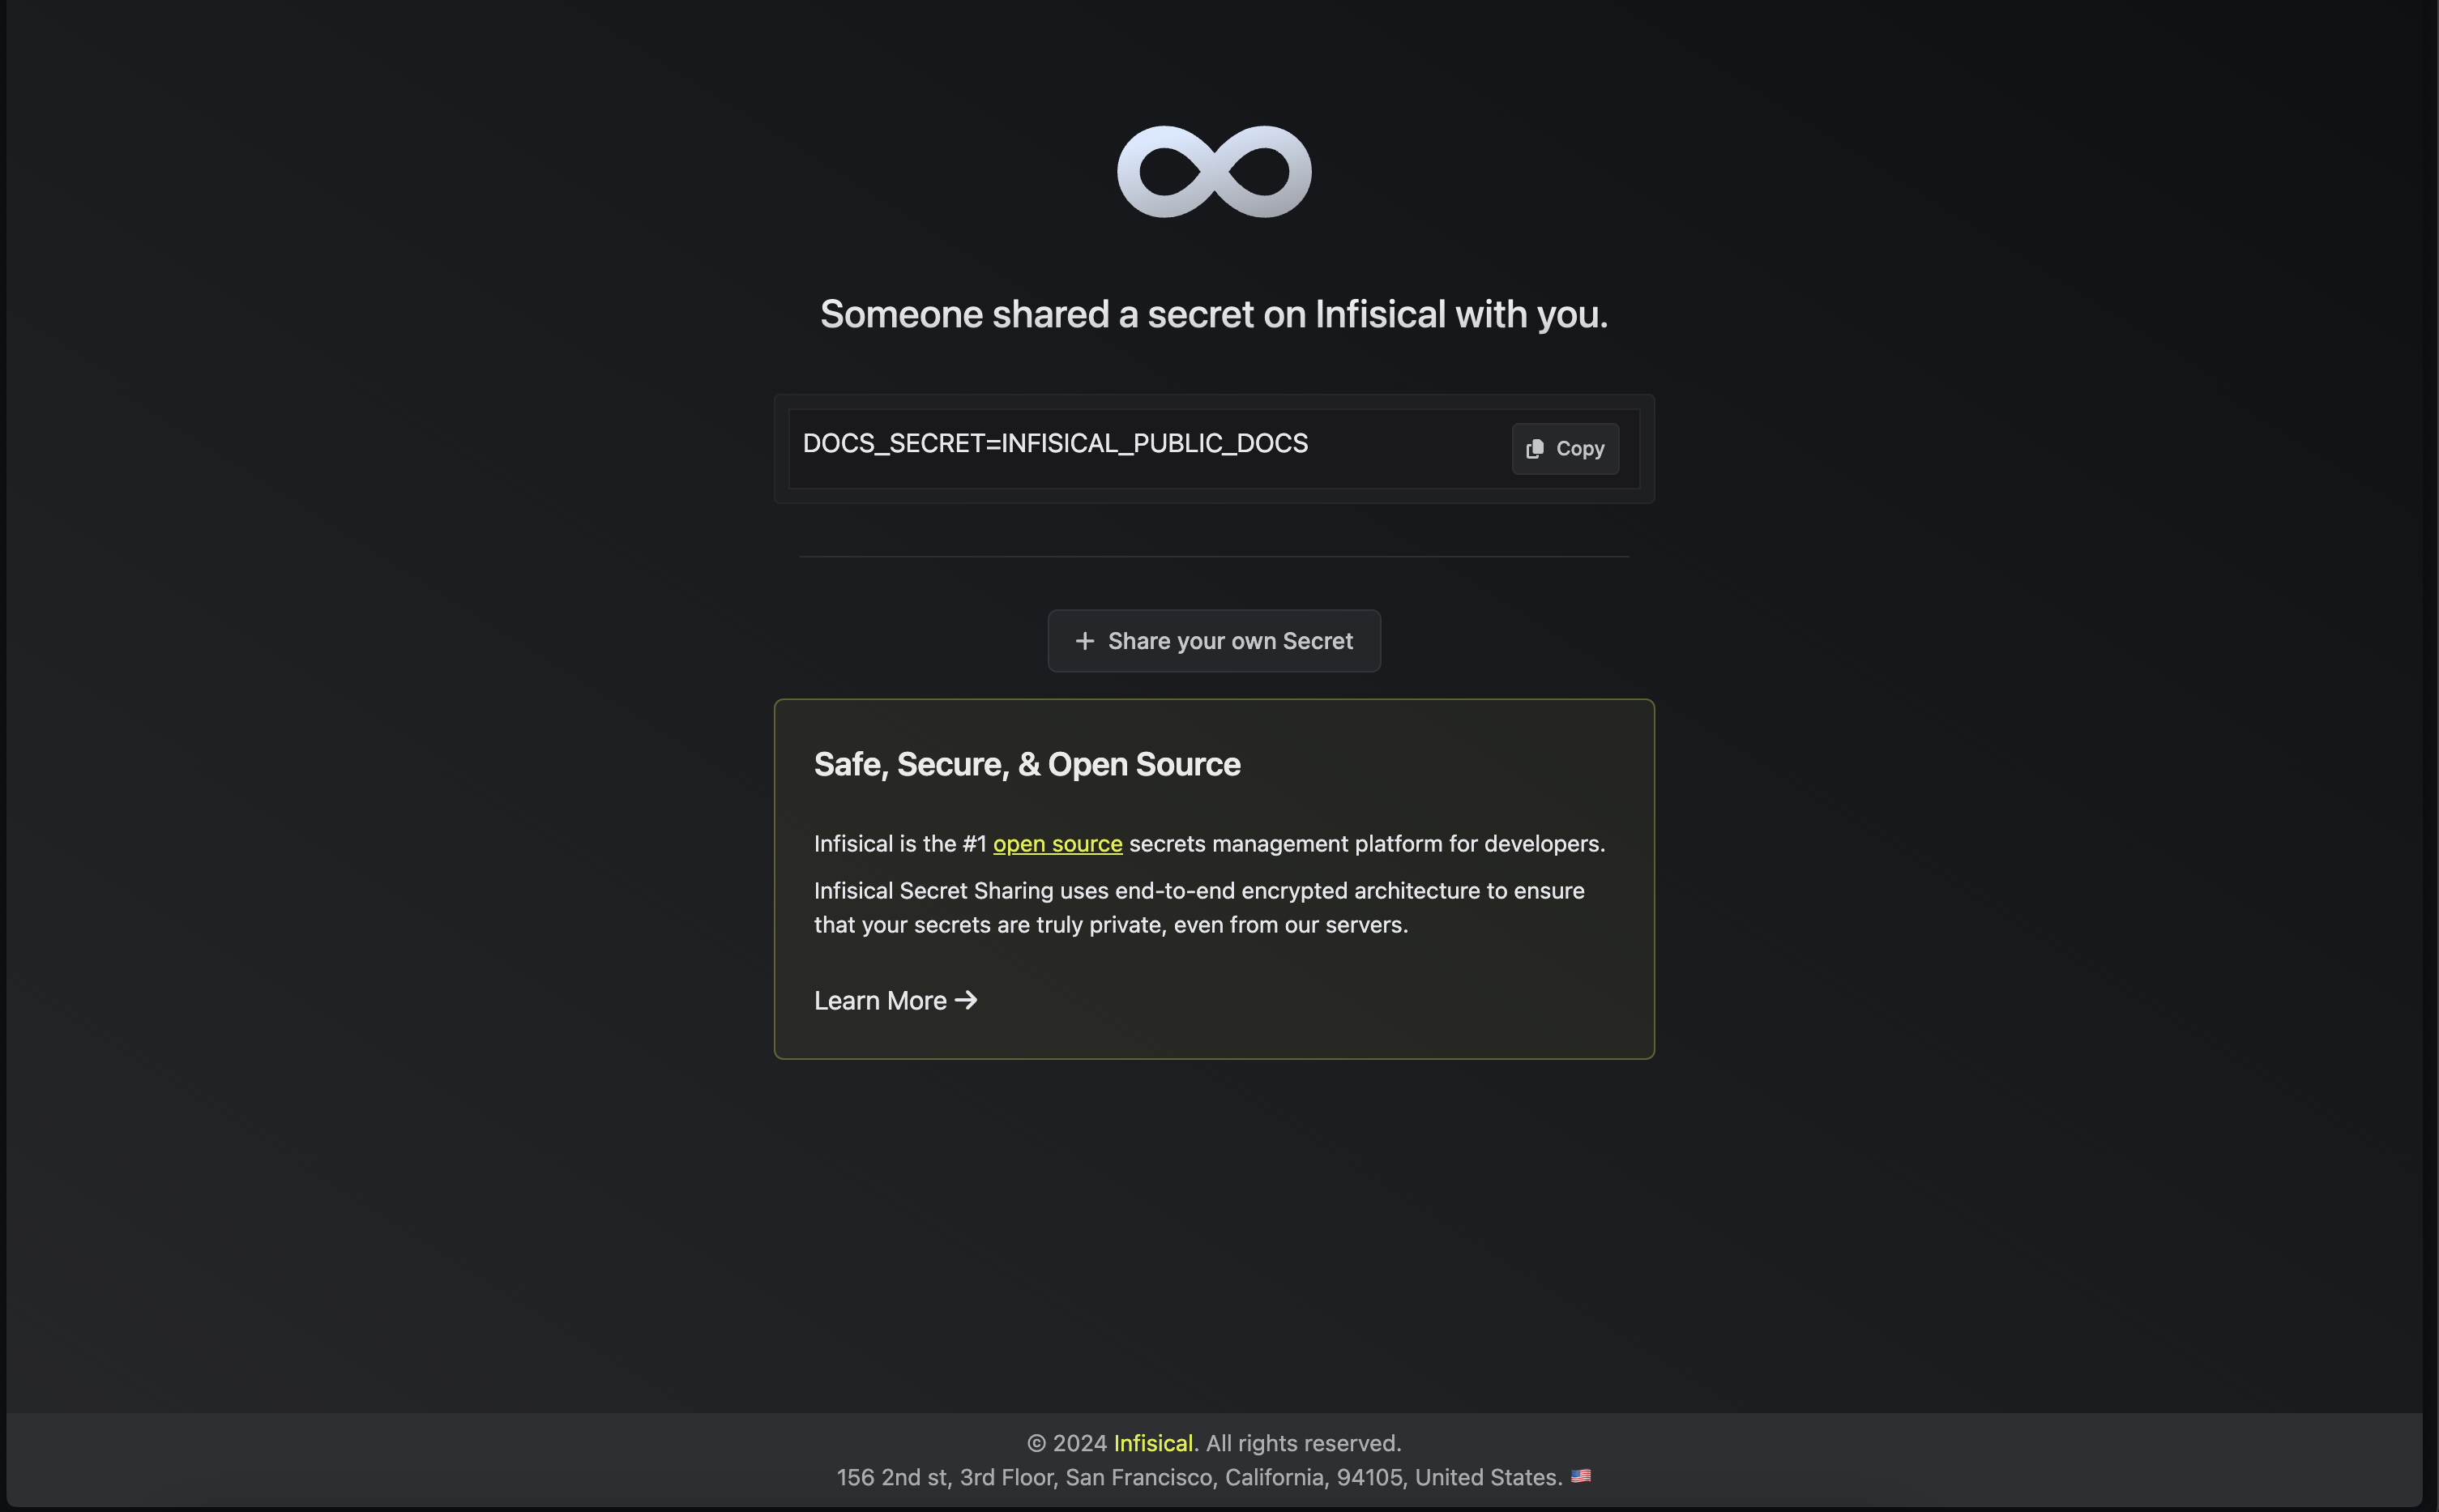 Someone shared a secret on Infisical with you.
DOCS_SECRET=INFISICAL_PUBLIC_DOCS
Copy
+ Share your own Secret
Safe, Secure, & Open Source
Infisical is the #1 open source secrets management platform for developers.
Infisical Secret Sharing uses end-to-end encrypted architecture to ensure
that your secrets are truly private, even from our servers.
Learn More →
© 2024 Infisical. All rights reserved.
156 2nd st, 3rd Floor, San Francisco, California, 94105, United States. 🇺🇸